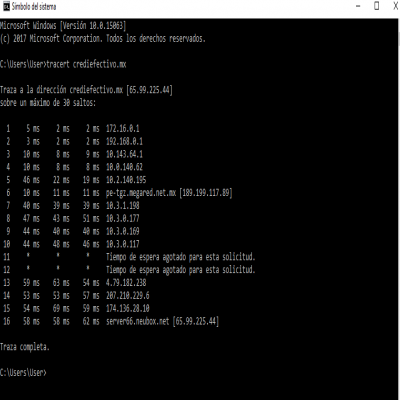 Símbolo del sistema
Microsoft Windows [Versión 10.0.15063]
(c) 2017 Microsoft Corporation. Todos los derechos reservados.
C:\Users\User>tracert crediefectivo.mx
Traza a la dirección crediefectivo.mx [65.99.225.44]
sobre un máximo de 30 saltos:
1 5 ms 2 ms 2 ms 172.16.0.1
2 3 ms 2 ms 2 ms 192.168.0.1
3 10 ms 8 ms 9 ms 10.143.64.1
4 10 ms 8 ms 8 ms 10.0.140.62
5 46 ms 22 ms 19 ms 10.2.140.195
6 10 ms 11 ms 11 ms pe-tgz.megared.net.mx [189.199.117.89]
7 40 ms 39 ms 39 ms 10.3.1.198
8 47 ms 43 ms 51 ms 10.3.0.177
9 44 ms 40 ms 40 ms 10.3.0.169
10 44 ms 48 ms 46 ms 10.3.0.117
11 * * * Tiempo de espera agotado para esta solicitud.
12 * * * Tiempo de espera agotado para esta solicitud.
13 59 ms 63 ms 54 ms 4.79.182.238
14 53 ms 53 ms 57 ms 207.210.229.6
15 54 ms 69 ms 59 ms 174.136.28.10
16 58 ms 58 ms 62 ms server66.neubox.net [65.99.225.44]
Traza completa.
C:\Users\User>